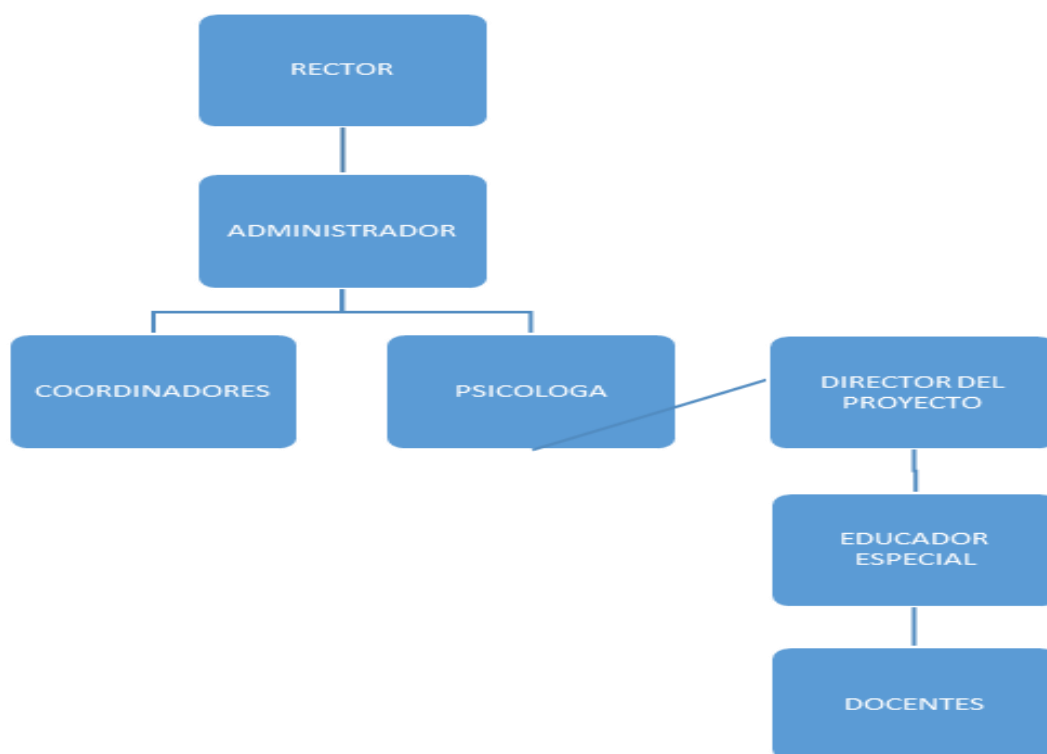 RECTOR
ADMINISTRADOR
COORDINADORES
PSICOLOGA
DIRECTOR DEL
PROYECTO
EDUCADOR
ESPECIAL
DOCENTES